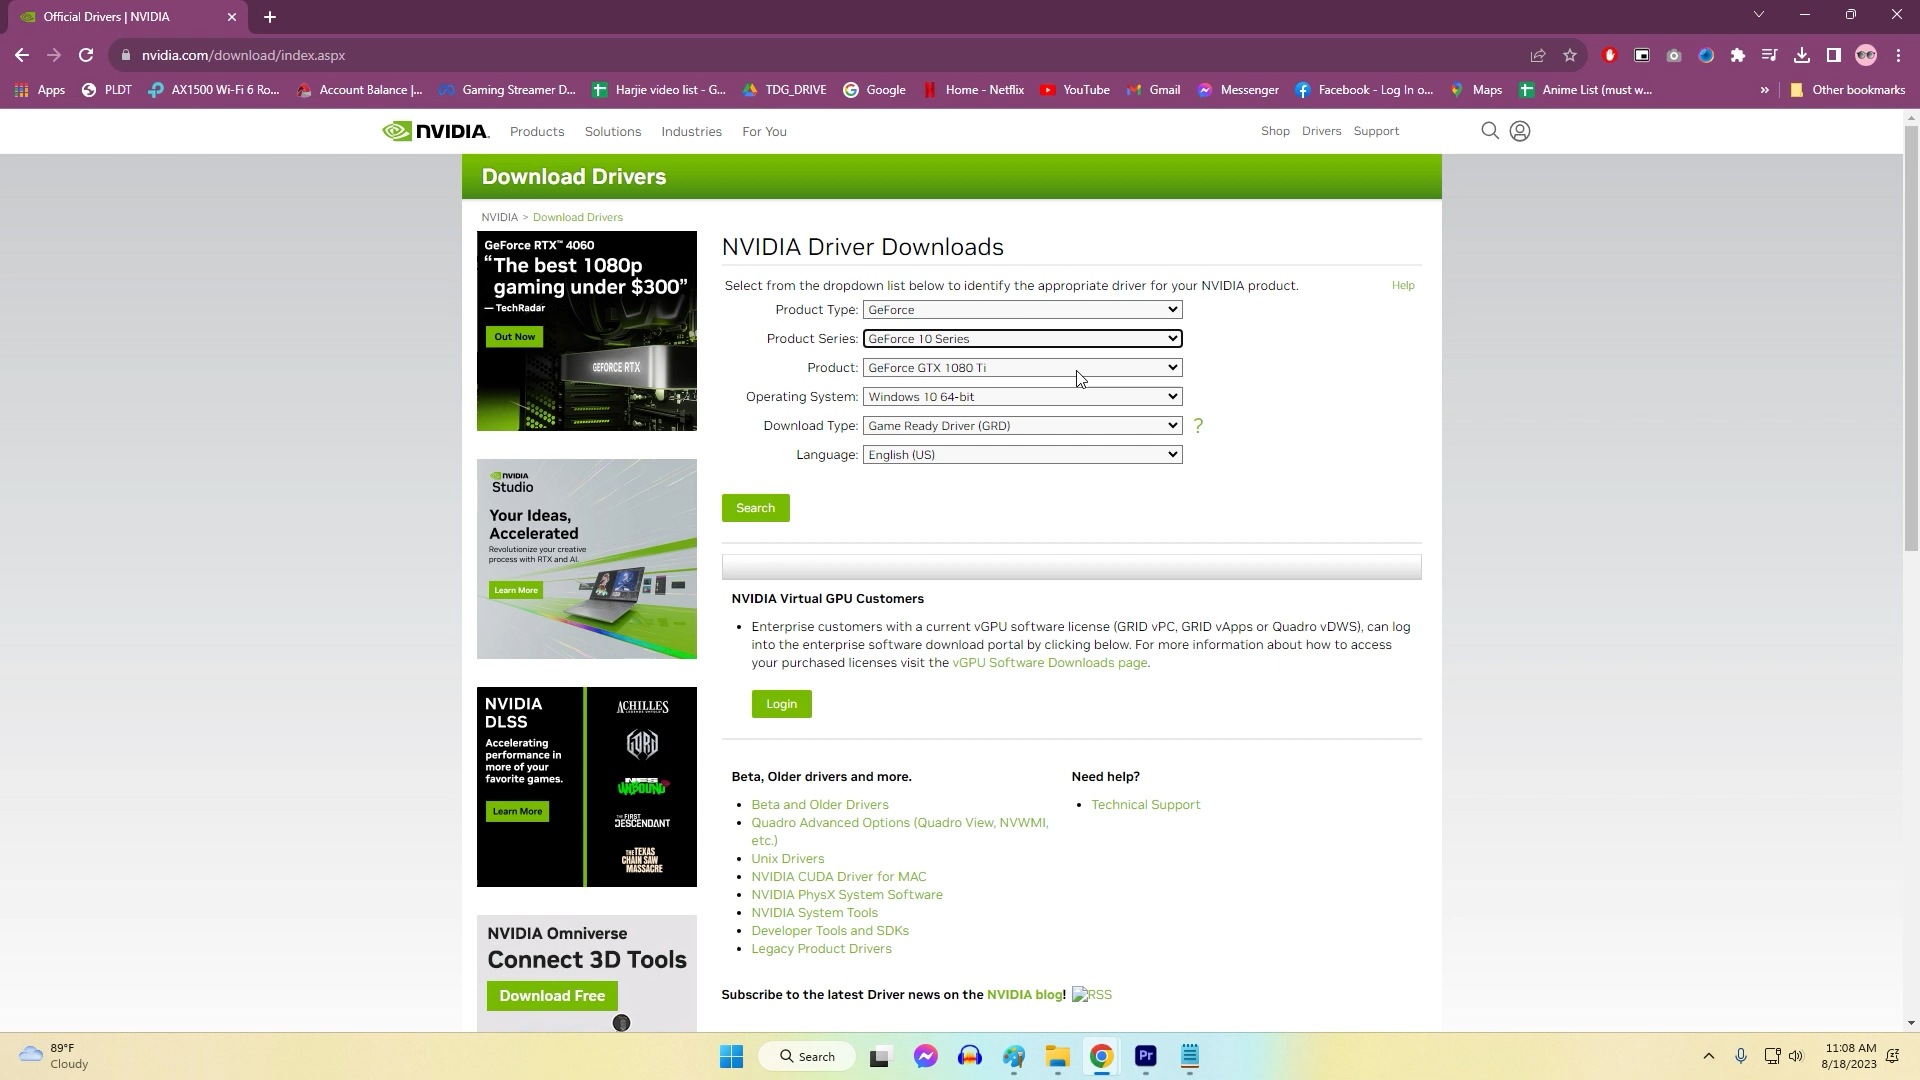 Official Drivers | NVIDIA
nvidia.com/download/index.aspx
Apps
PLDT
AX1500 Wi-Fi 6 Ro...
Account Balance |...
Gaming Streamer D...
Harjie video list - G...
TDG_DRIVE
Google
Home - Netflix
YouTube
Gmail
Messenger
Facebook - Log In o...
Maps
Anime List (must w...
»
Other bookmarks
NVIDIA.
Products
Solutions
Industries
For You
Shop
Drivers
Support
Download Drivers
NVIDIA > Download Drivers
GeForce RTX™ 4060
“The best 1080p
gaming under $300”
— TechRadar
Out Now
GEFORCE RTX
NVIDIA Driver Downloads
Select from the dropdown list below to identify the appropriate driver for your NVIDIA product.
Help
Product Type: GeForce
Product Series: GeForce 10 Series
Product: GeForce GTX 1080 Ti
Operating System: Windows 10 64-bit
Download Type: Game Ready Driver (GRD) ?
Language: English (US)
Search
NVIDIA
Studio
Your Ideas,
Accelerated
Revolutionize your creative
process with RTX and AI.
Learn More
NVIDIA Virtual GPU Customers
• Enterprise customers with a current vGPU software license (GRID vPC, GRID vApps or Quadro vDWS), can log
into the enterprise software download portal by clicking below. For more information about how to access
your purchased licenses visit the vGPU Software Downloads page.
Login
NVIDIA
DLSS
Accelerating
performance in
more of your
favorite games.
Learn More
ACHILLES
GORD
NFS
UNBOUND
THE FIRST
DESCENDANT
THE TEXAS
CHAIN SAW
MASSACRE
Beta, Older drivers and more.
• Beta and Older Drivers
• Quadro Advanced Options (Quadro View, NVWMI,
etc.)
• Unix Drivers
• NVIDIA CUDA Driver for MAC
• NVIDIA PhysX System Software
• NVIDIA System Tools
• Developer Tools and SDKs
• Legacy Product Drivers
Need help?
• Technical Support
NVIDIA Omniverse
Connect 3D Tools
Download Free
Subscribe to the latest Driver news on the NVIDIA blog! RSS
89°F
Cloudy
Search
Pr
11:08 AM
8/18/2023